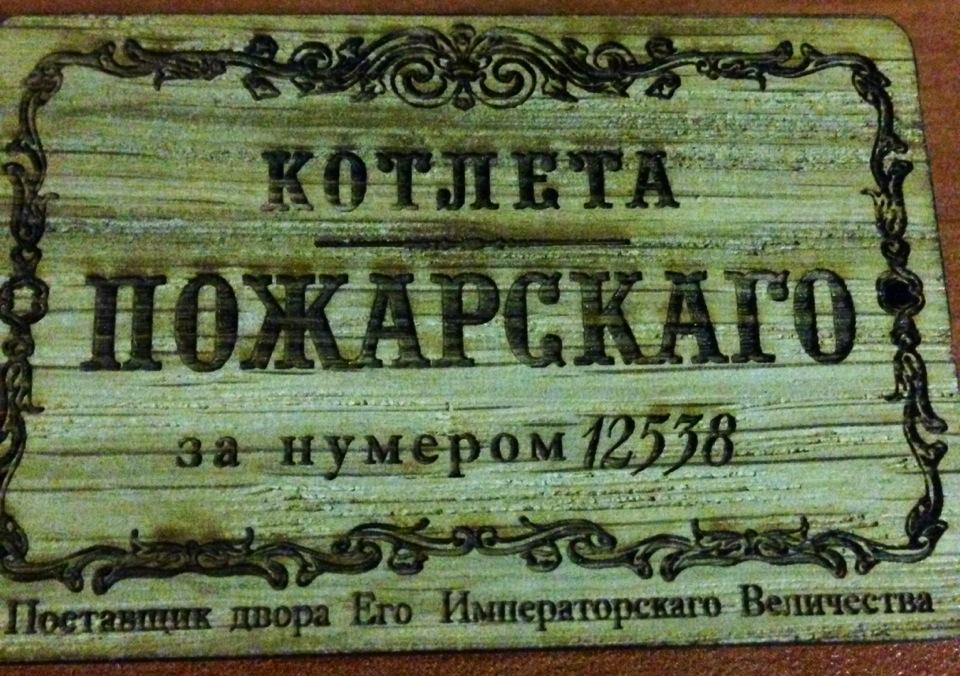 КОТЛЕТА
ПОЖАРСКАГО
за нумером 12538
Поставщик двора Его Императорскаго Величества